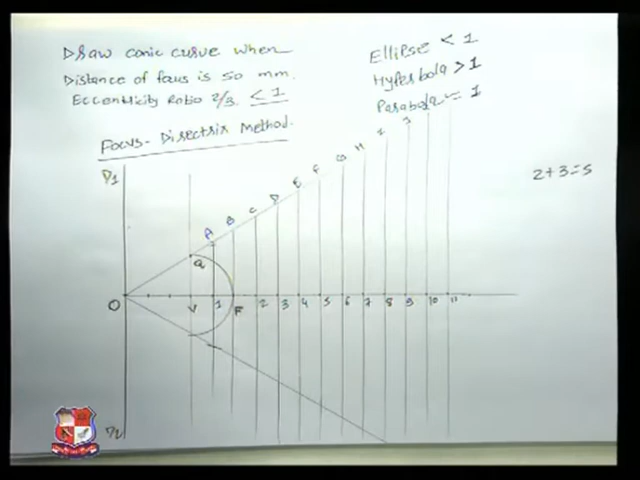 Draw conic curve when
Distance of focus is 50 mm.
Eccentricity Ratio 2/3 < 1
Focus - Directrix Method.
Ellipse < 1
Hyperbola > 1
Parabola = 1
2+3=5
D1
A B C D E F G H I J
Q
O V 1 F 2 3 4 5 6 7 8 9 10 11
D2